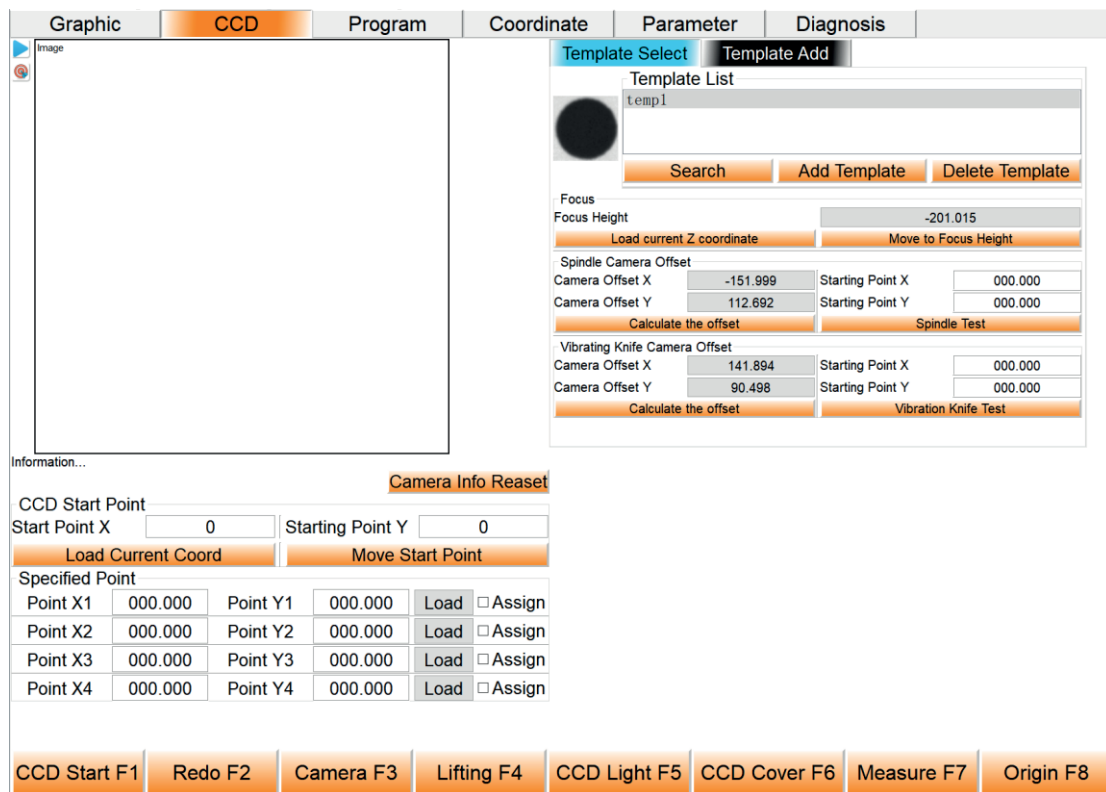 Graphic CCD Program Coordinate Parameter Diagnosis
Image
Template Select Template Add
Template List
temp1
Search Add Template Delete Template
Focus
Focus Height -201.015
Load current Z coordinate Move to Focus Height
Spindle Camera Offset
Camera Offset X -151.999 Starting Point X 000.000
Camera Offset Y 112.692 Starting Point Y 000.000
Calculate the offset Spindle Test
Vibrating Knife Camera Offset
Camera Offset X 141.894 Starting Point X 000.000
Camera Offset Y 90.498 Starting Point Y 000.000
Calculate the offset Vibration Knife Test
Information...
Camera Info Reaset
CCD Start Point
Start Point X 0 Starting Point Y 0
Load Current Coord Move Start Point
Specified Point
Point X1 000.000 Point Y1 000.000 Load Assign
Point X2 000.000 Point Y2 000.000 Load Assign
Point X3 000.000 Point Y3 000.000 Load Assign
Point X4 000.000 Point Y4 000.000 Load Assign
CCD Start F1 Redo F2 Camera F3 Lifting F4 CCD Light F5 CCD Cover F6 Measure F7 Origin F8